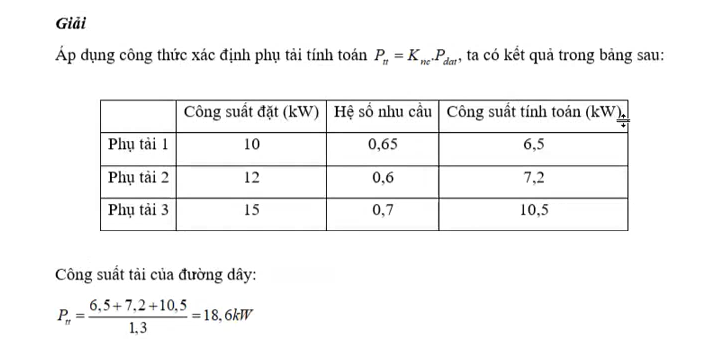 Giải
Áp dụng công thức xác định phụ tải tính toán P_tt = K_nc.P_dat, ta có kết quả trong bảng sau:
Công suất đặt (kW) Hệ số nhu cầu Công suất tính toán (kW)
Phụ tải 1 10 0,65 6,5
Phụ tải 2 12 0,6 7,2
Phụ tải 3 15 0,7 10,5
Công suất tải của đường dây:
P_tt = (6,5+7,2+10,5)/1,3 = 18,6kW